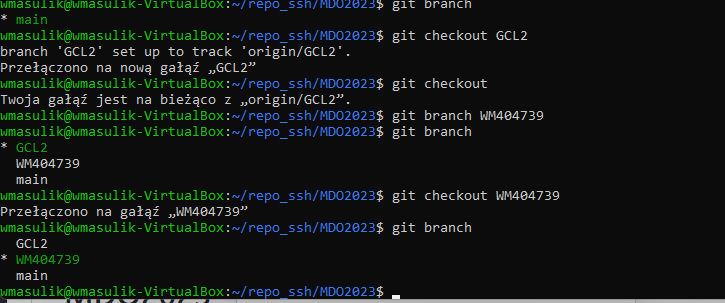 wmasulik@wmasulik-VirtualBox:~/repo_ssh/MDO2023$ git branch
* main
wmasulik@wmasulik-VirtualBox:~/repo_ssh/MDO2023$ git checkout GCL2
branch 'GCL2' set up to track 'origin/GCL2'.
Przełączono na nową gałąź „GCL2”
wmasulik@wmasulik-VirtualBox:~/repo_ssh/MDO2023$ git checkout
Twoja gałąź jest na bieżąco z „origin/GCL2”.
wmasulik@wmasulik-VirtualBox:~/repo_ssh/MDO2023$ git branch WM404739
wmasulik@wmasulik-VirtualBox:~/repo_ssh/MDO2023$ git branch
* GCL2
  WM404739
  main
wmasulik@wmasulik-VirtualBox:~/repo_ssh/MDO2023$ git checkout WM404739
Przełączono na gałąź „WM404739”
wmasulik@wmasulik-VirtualBox:~/repo_ssh/MDO2023$ git branch
  GCL2
* WM404739
  main
wmasulik@wmasulik-VirtualBox:~/repo_ssh/MDO2023$